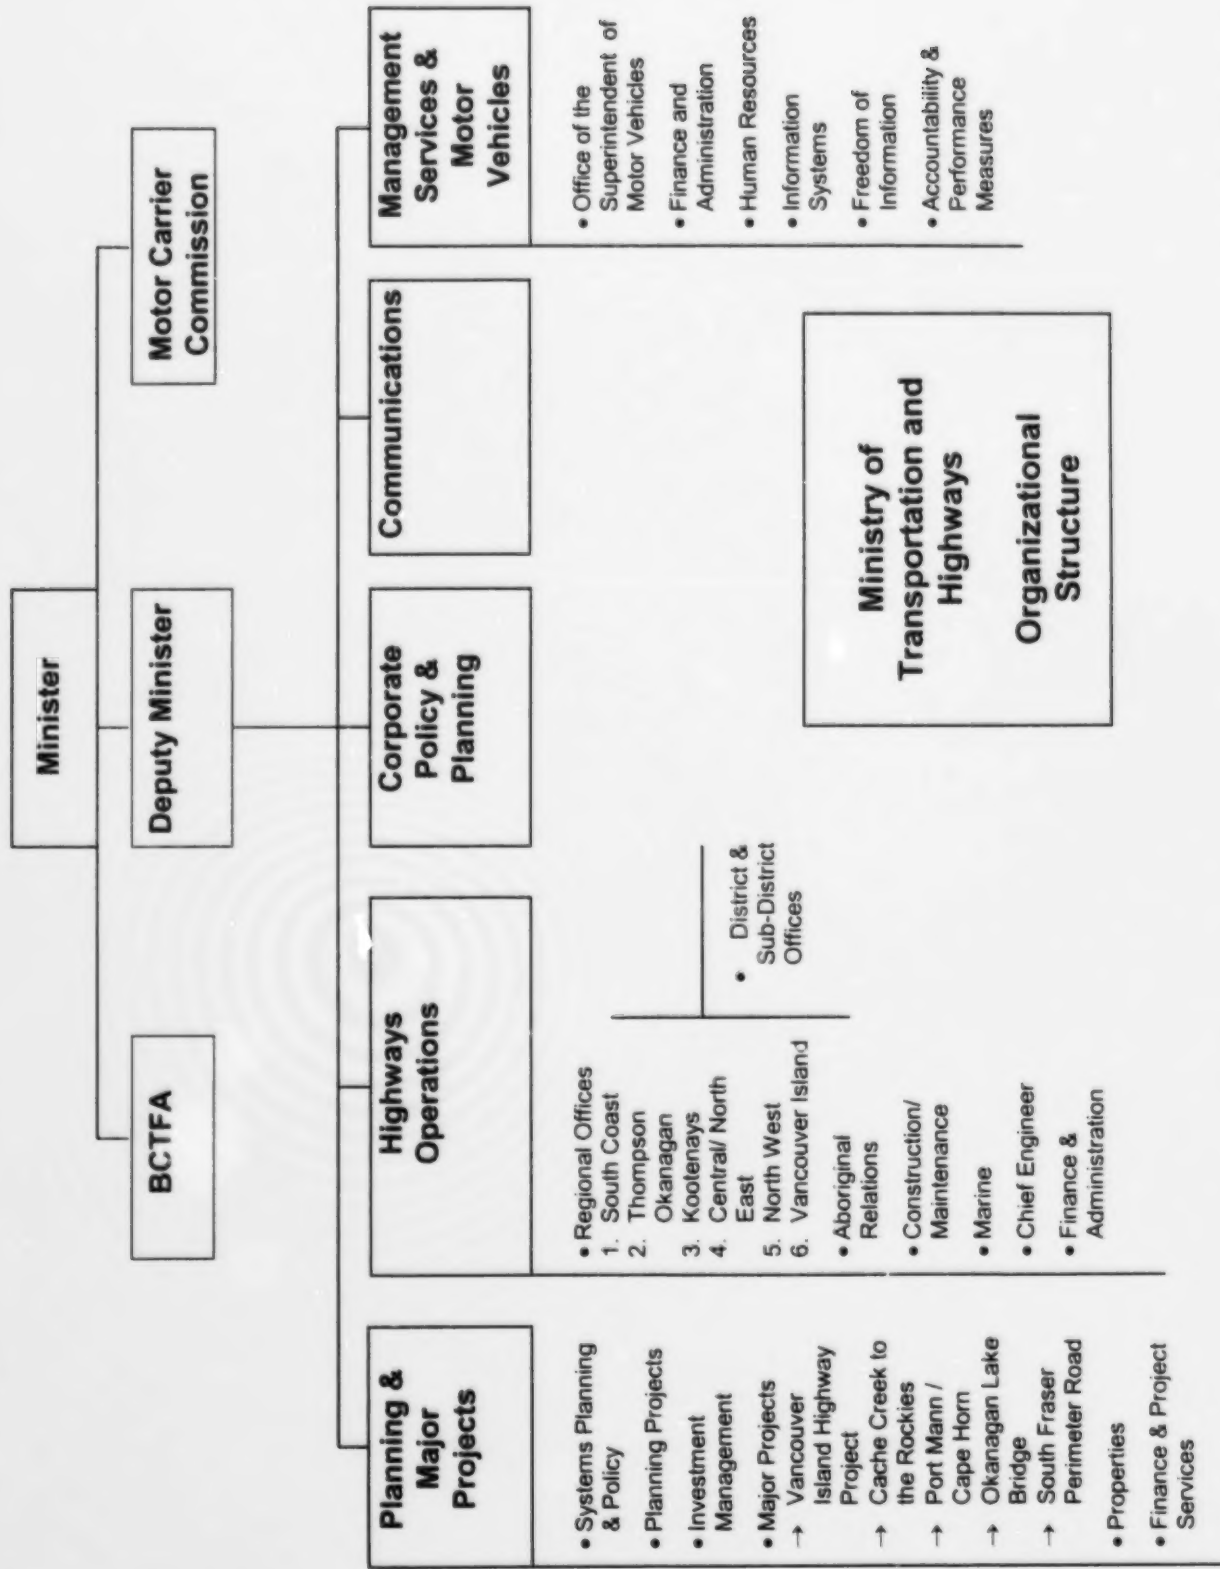 Minister
BCTFA
Deputy Minister
Motor Carrier
Commission
Planning &
Major
Projects
• Systems Planning
& Policy
• Planning Projects
• Investment
Management
• Major Projects
→ Vancouver
Island Highway
Project
→ Cache Creek to
the Rockies
→ Port Mann /
Cape Horn
→ Okanagan Lake
Bridge
→ South Fraser
Perimeter Road
• Properties
• Finance & Project
Services
Highways
Operations
• Regional Offices
1. South Coast
2. Thompson
Okanagan
3. Kootenays
4. Central/ North
East
5. North West
6. Vancouver Island
• Aboriginal
Relations
• Construction/
Maintenance
• Marine
• Chief Engineer
• Finance &
Administration
• District &
Sub-District
Offices
Corporate
Policy &
Planning
Communications
Management
Services &
Motor
Vehicles
• Office of the
Superintendent of
Motor Vehicles
• Finance and
Administration
• Human Resources
• Information
Systems
• Freedom of
Information
• Accountability &
Performance
Measures
Ministry of
Transportation and
Highways
Organizational
Structure